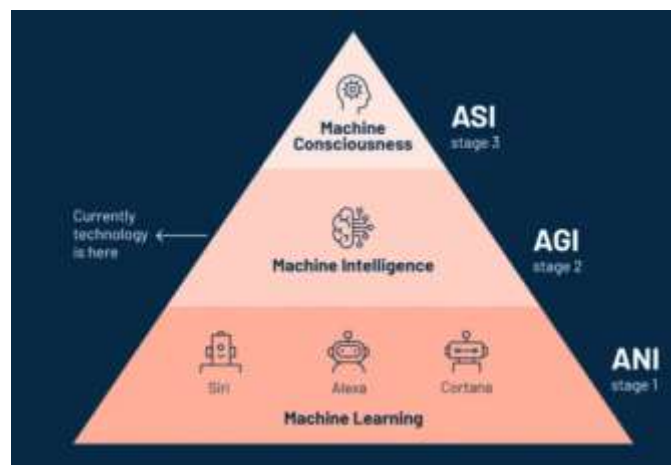 Machine
Consciousness
ASI
stage 3
Currently
technology
is here
Machine Intelligence
AGI
stage 2
Siri
Alexa
Cortana
Machine Learning
ANI
stage 1